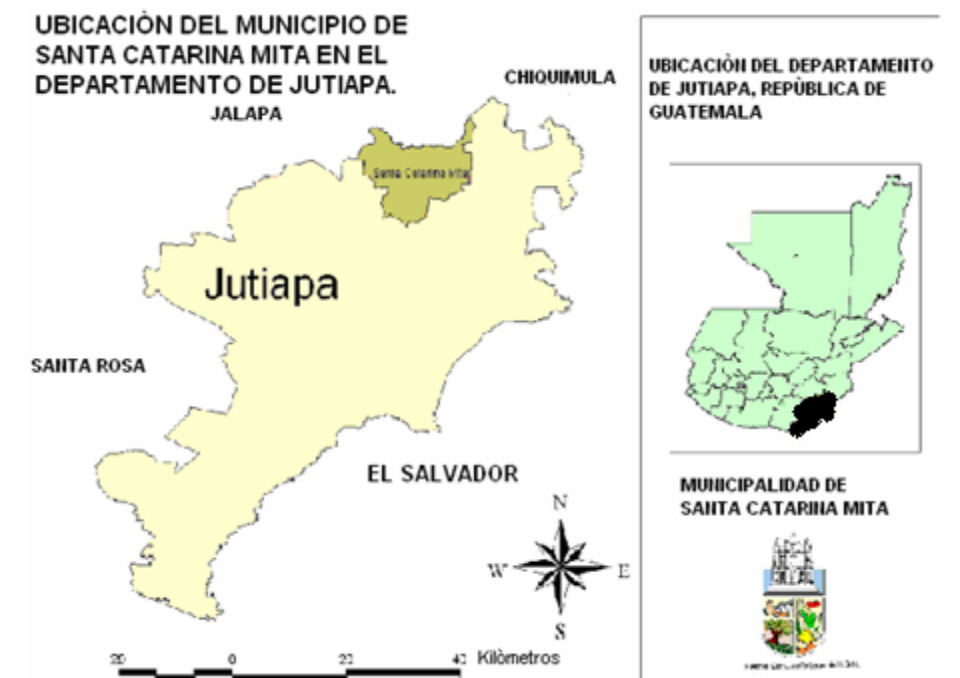 UBICACIÒN DEL MUNICIPIO DE
SANTA CATARINA MITA EN EL
DEPARTAMENTO DE JUTIAPA.
JALAPA
CHIQUIMULA
Santa Catarina Mita
Jutiapa
SANTA ROSA
EL SALVADOR
N
W E
S
20 0 20 40 Kilòmetros
UBICACIÒN DEL DEPARTAMENTO
DE JUTIAPA, REPÙBLICA DE
GUATEMALA
MUNICIPALIDAD DE
SANTA CATARINA MITA